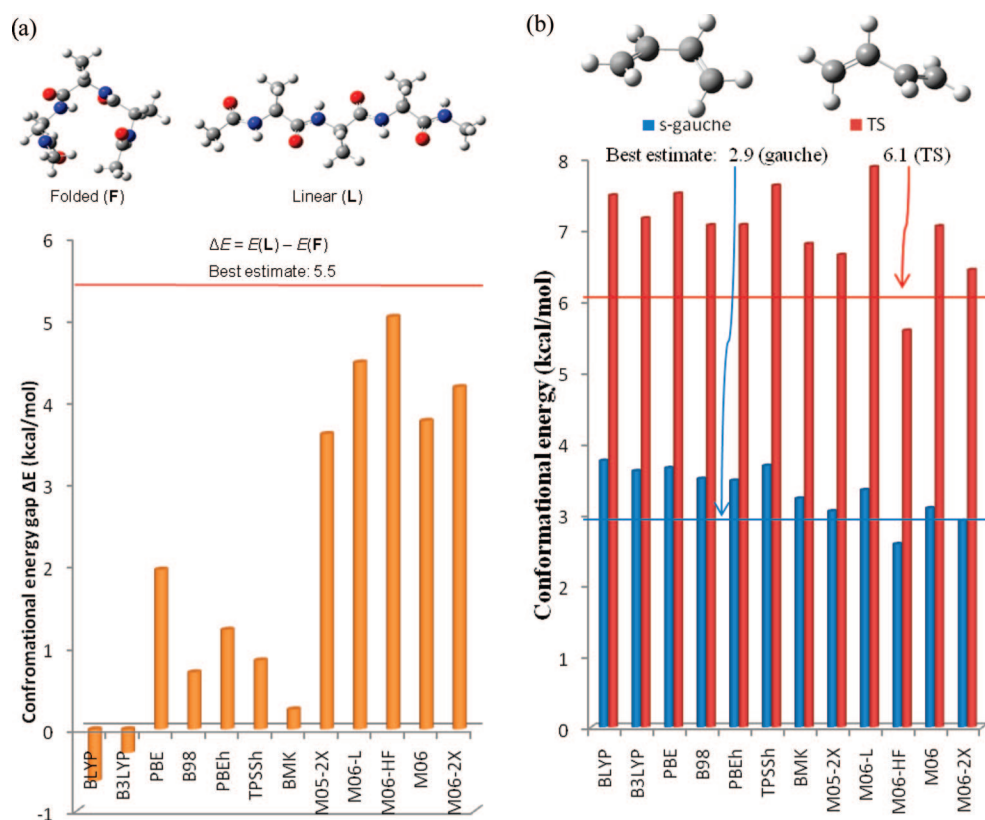 (a)
Folded (F)
Linear (L)
ΔE = E(L) – E(F)
Best estimate: 5.5
Confromational energy gap ΔE (kcal/mol)
6
5
4
3
2
1
0
-1
BLYP
B3LYP
PBE
B98
PBEh
TPSSh
BMK
M05-2X
M06-L
M06-HF
M06
M06-2X
(b)
s-gauche
TS
Best estimate: 2.9 (gauche) 6.1 (TS)
Conformational energy (kcal/mol)
8
7
6
5
4
3
2
1
0
BLYP
B3LYP
PBE
B98
PBEh
TPSSh
BMK
M05-2X
M06-L
M06-HF
M06
M06-2X